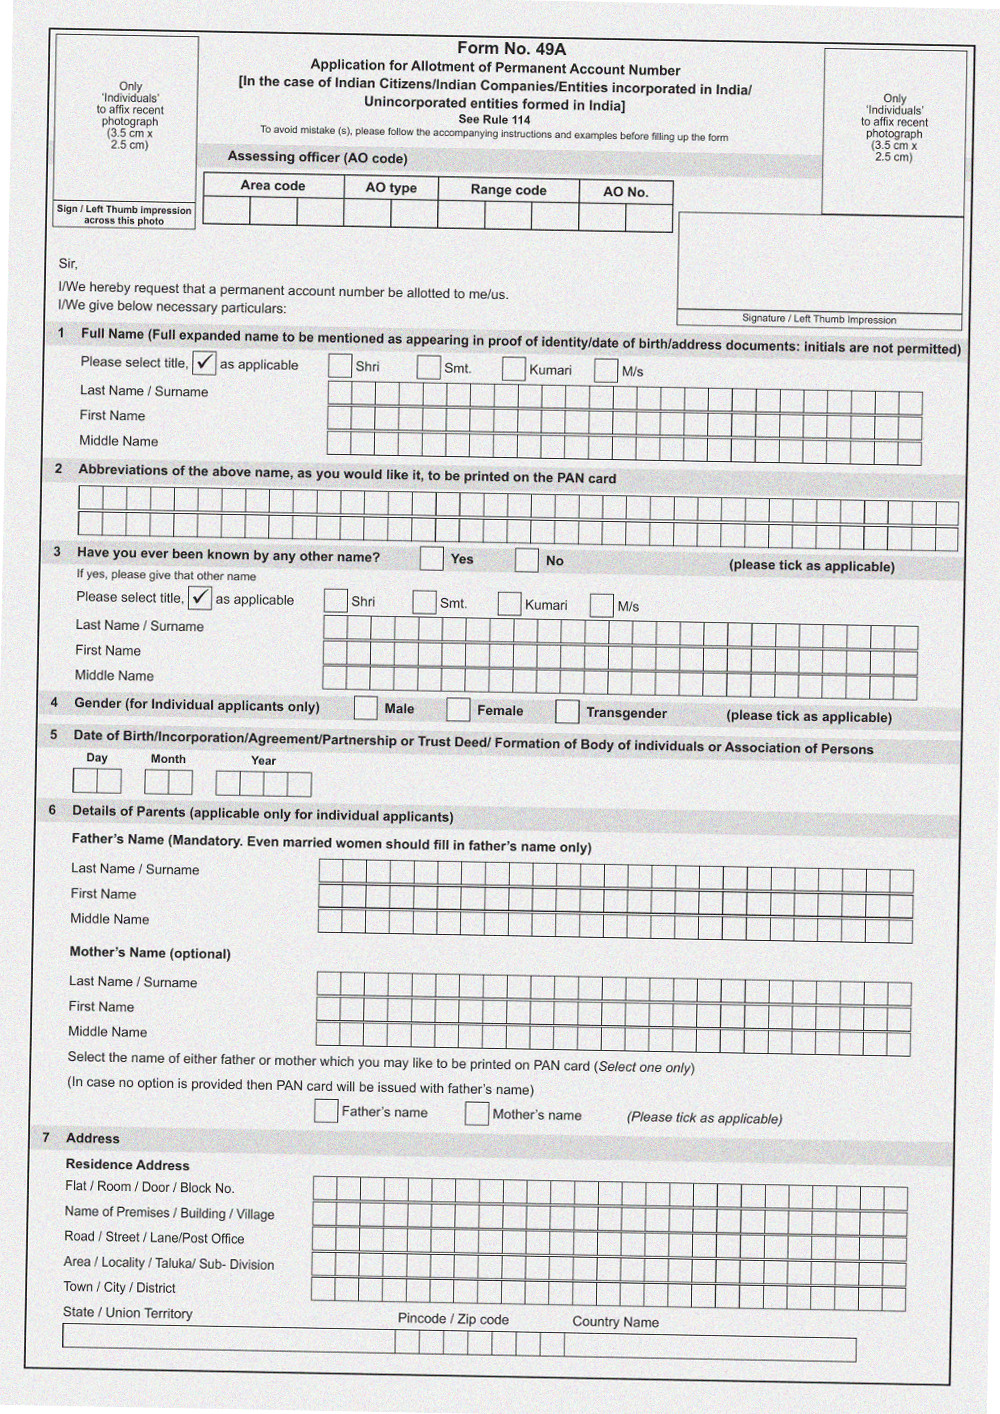 Form No. 49A
Application for Allotment of Permanent Account Number
[In the case of Indian Citizens/Indian Companies/Entities incorporated in India/
Unincorporated entities formed in India]
See Rule 114
To avoid mistake (s), please follow the accompanying instructions and examples before filling up the form
Only
'Individuals'
to affix recent
photograph
(3.5 cm x
2.5 cm)
Sign / Left Thumb impression
across this photo
Only
'Individuals'
to affix recent
photograph
(3.5 cm x
2.5 cm)
Assessing officer (AO code)
Area code AO type Range code AO No.
Signature / Left Thumb Impression
Sir,
I/We hereby request that a permanent account number be allotted to me/us.
I/We give below necessary particulars:
1 Full Name (Full expanded name to be mentioned as appearing in proof of identity/date of birth/address documents: initials are not permitted)
Please select title, ✓ as applicable Shri Smt. Kumari M/s
Last Name / Surname
First Name
Middle Name
2 Abbreviations of the above name, as you would like it, to be printed on the PAN card
3 Have you ever been known by any other name? Yes No (please tick as applicable)
If yes, please give that other name
Please select title, ✓ as applicable Shri Smt. Kumari M/s
Last Name / Surname
First Name
Middle Name
4 Gender (for Individual applicants only) Male Female Transgender (please tick as applicable)
5 Date of Birth/Incorporation/Agreement/Partnership or Trust Deed/ Formation of Body of individuals or Association of Persons
Day Month Year
6 Details of Parents (applicable only for individual applicants)
Father's Name (Mandatory. Even married women should fill in father's name only)
Last Name / Surname
First Name
Middle Name
Mother's Name (optional)
Last Name / Surname
First Name
Middle Name
Select the name of either father or mother which you may like to be printed on PAN card (Select one only)
(In case no option is provided then PAN card will be issued with father's name)
Father's name Mother's name (Please tick as applicable)
7 Address
Residence Address
Flat / Room / Door / Block No.
Name of Premises / Building / Village
Road / Street / Lane/Post Office
Area / Locality / Taluka/ Sub- Division
Town / City / District
State / Union Territory Pincode / Zip code Country Name